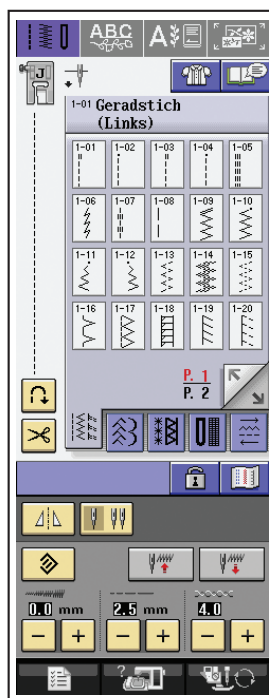 ABC
A
J
1-01 Geradstich
(Links)
1-01 1-02 1-03 1-04 1-05
1-06 1-07 1-08 1-09 1-10
1-11 1-12 1-13 1-14 1-15
1-16 1-17 1-18 1-19 1-20
P. 1
P. 2
0.0 mm 2.5 mm 4.0
− + − + − +
?